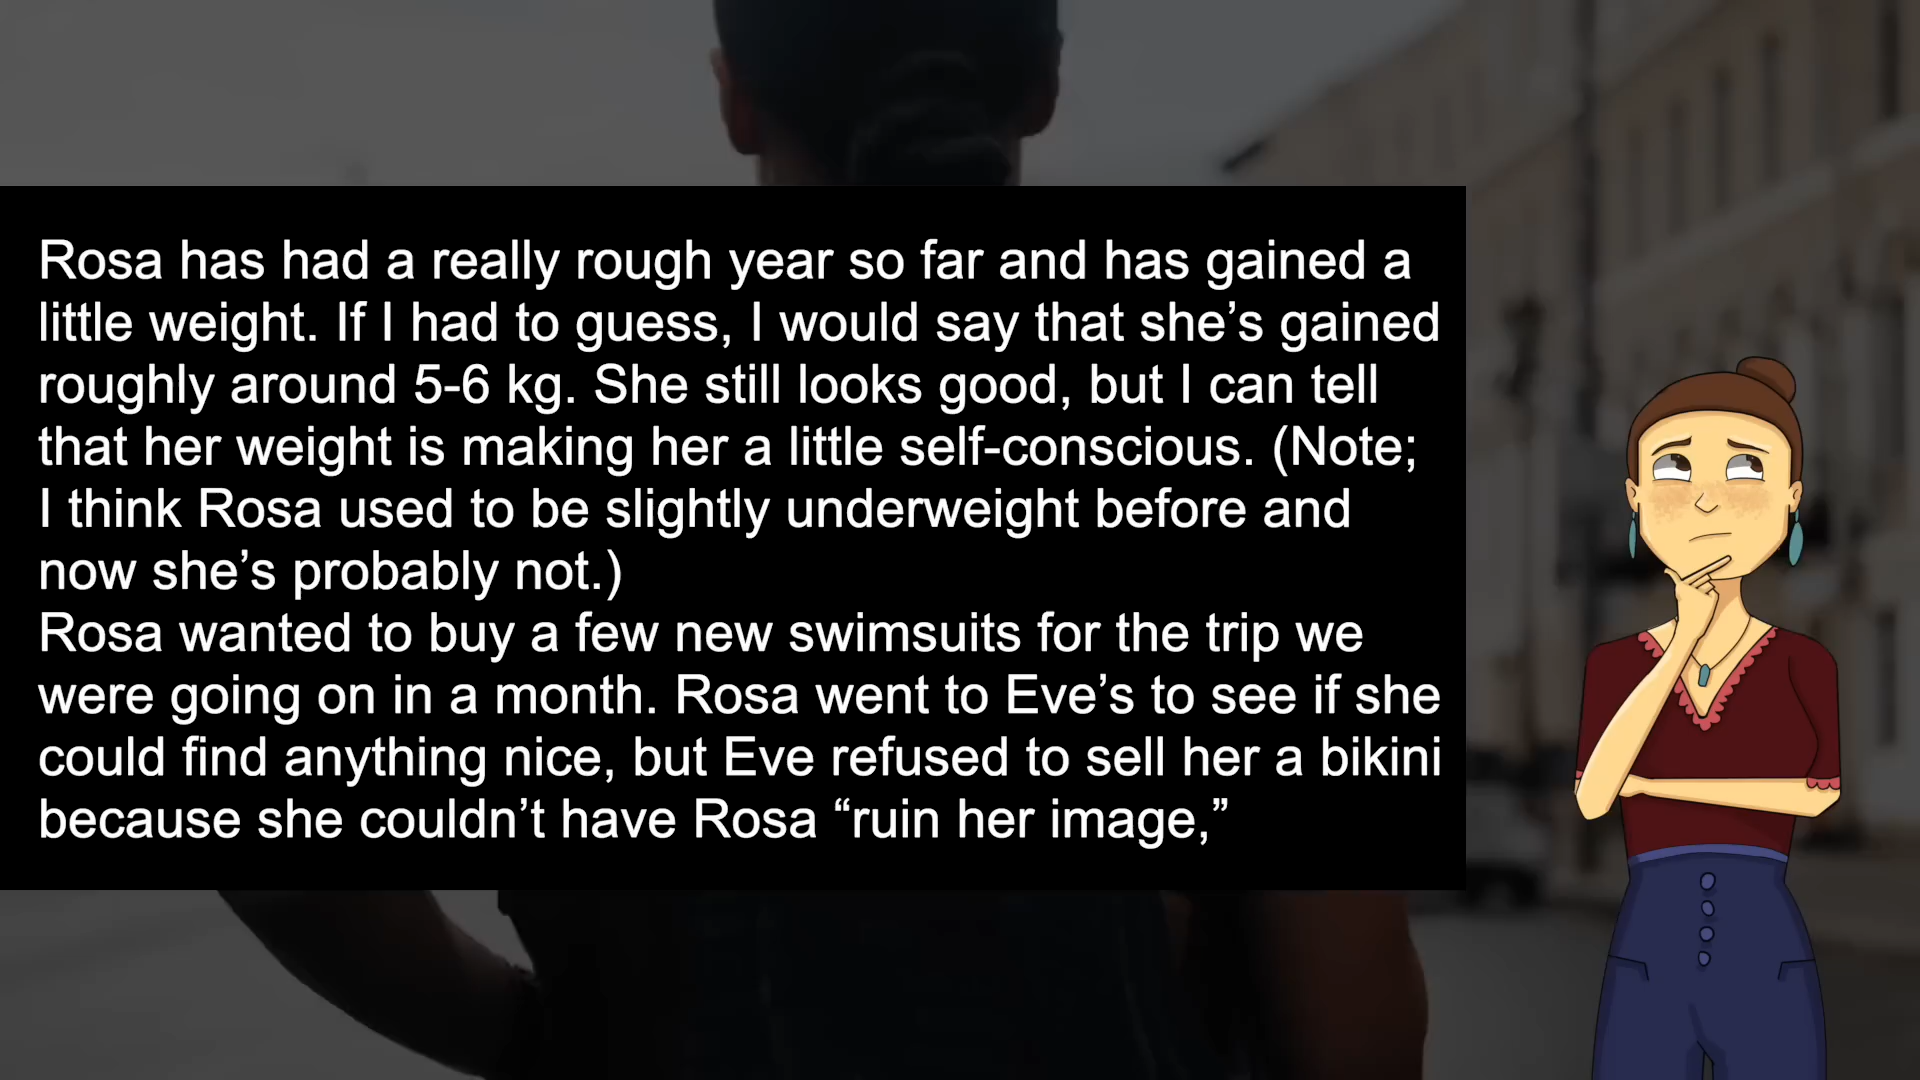 Rosa has had a really rough year so far and has gained a
little weight. If I had to guess, I would say that she’s gained
roughly around 5-6 kg. She still looks good, but I can tell
that her weight is making her a little self-conscious. (Note;
I think Rosa used to be slightly underweight before and
now she’s probably not.)
Rosa wanted to buy a few new swimsuits for the trip we
were going on in a month. Rosa went to Eve’s to see if she
could find anything nice, but Eve refused to sell her a bikini
because she couldn’t have Rosa “ruin her image,”